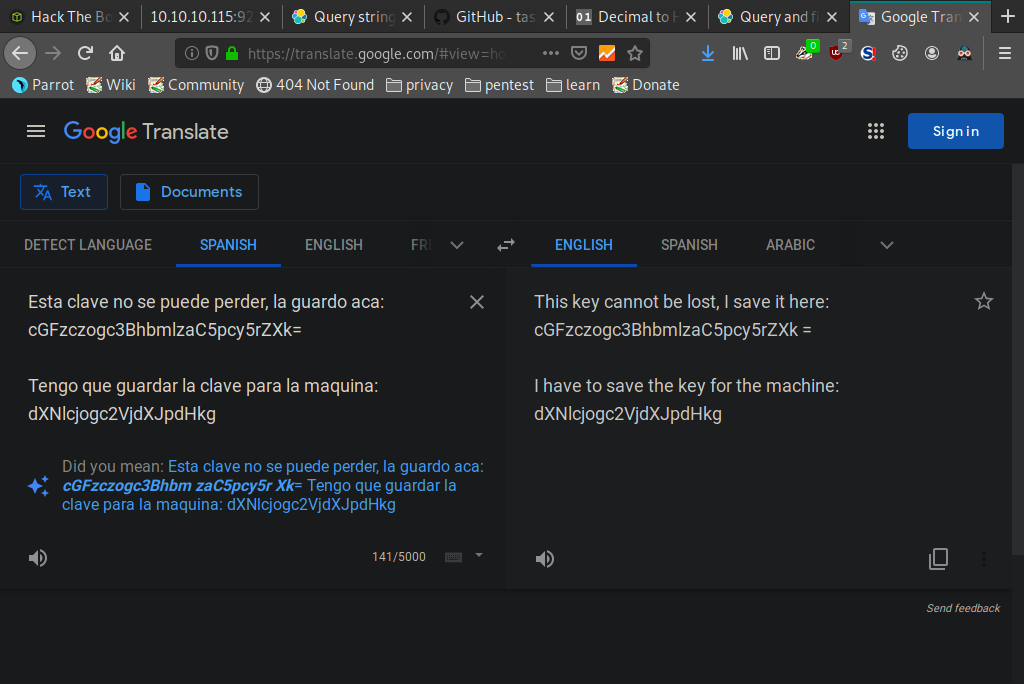 Hack The Bo
10.10.10.115:92
Query string
GitHub - tas
Decimal to H
Query and f
Google Tran
https://translate.google.com/#view=ho
0
2
Parrot
Wiki
Community
404 Not Found
privacy
pentest
learn
Donate
Google Translate
Sign in
Text
Documents
DETECT LANGUAGE
SPANISH
ENGLISH
FRE
ENGLISH
SPANISH
ARABIC
Esta clave no se puede perder, la guardo aca:
cGFzczogc3BhbmlzaC5pcy5rZXk=
Tengo que guardar la clave para la maquina:
dXNlcjogc2VjdXJpdHkg
Did you mean: Esta clave no se puede perder, la guardo aca:
cGFzczogc3Bhbm zaC5pcy5r Xk= Tengo que guardar la
clave para la maquina: dXNlcjogc2VjdXJpdHkg
141/5000
This key cannot be lost, I save it here:
cGFzczogc3BhbmlzaC5pcy5rZXk =
I have to save the key for the machine:
dXNlcjogc2VjdXJpdHkg
Send feedback